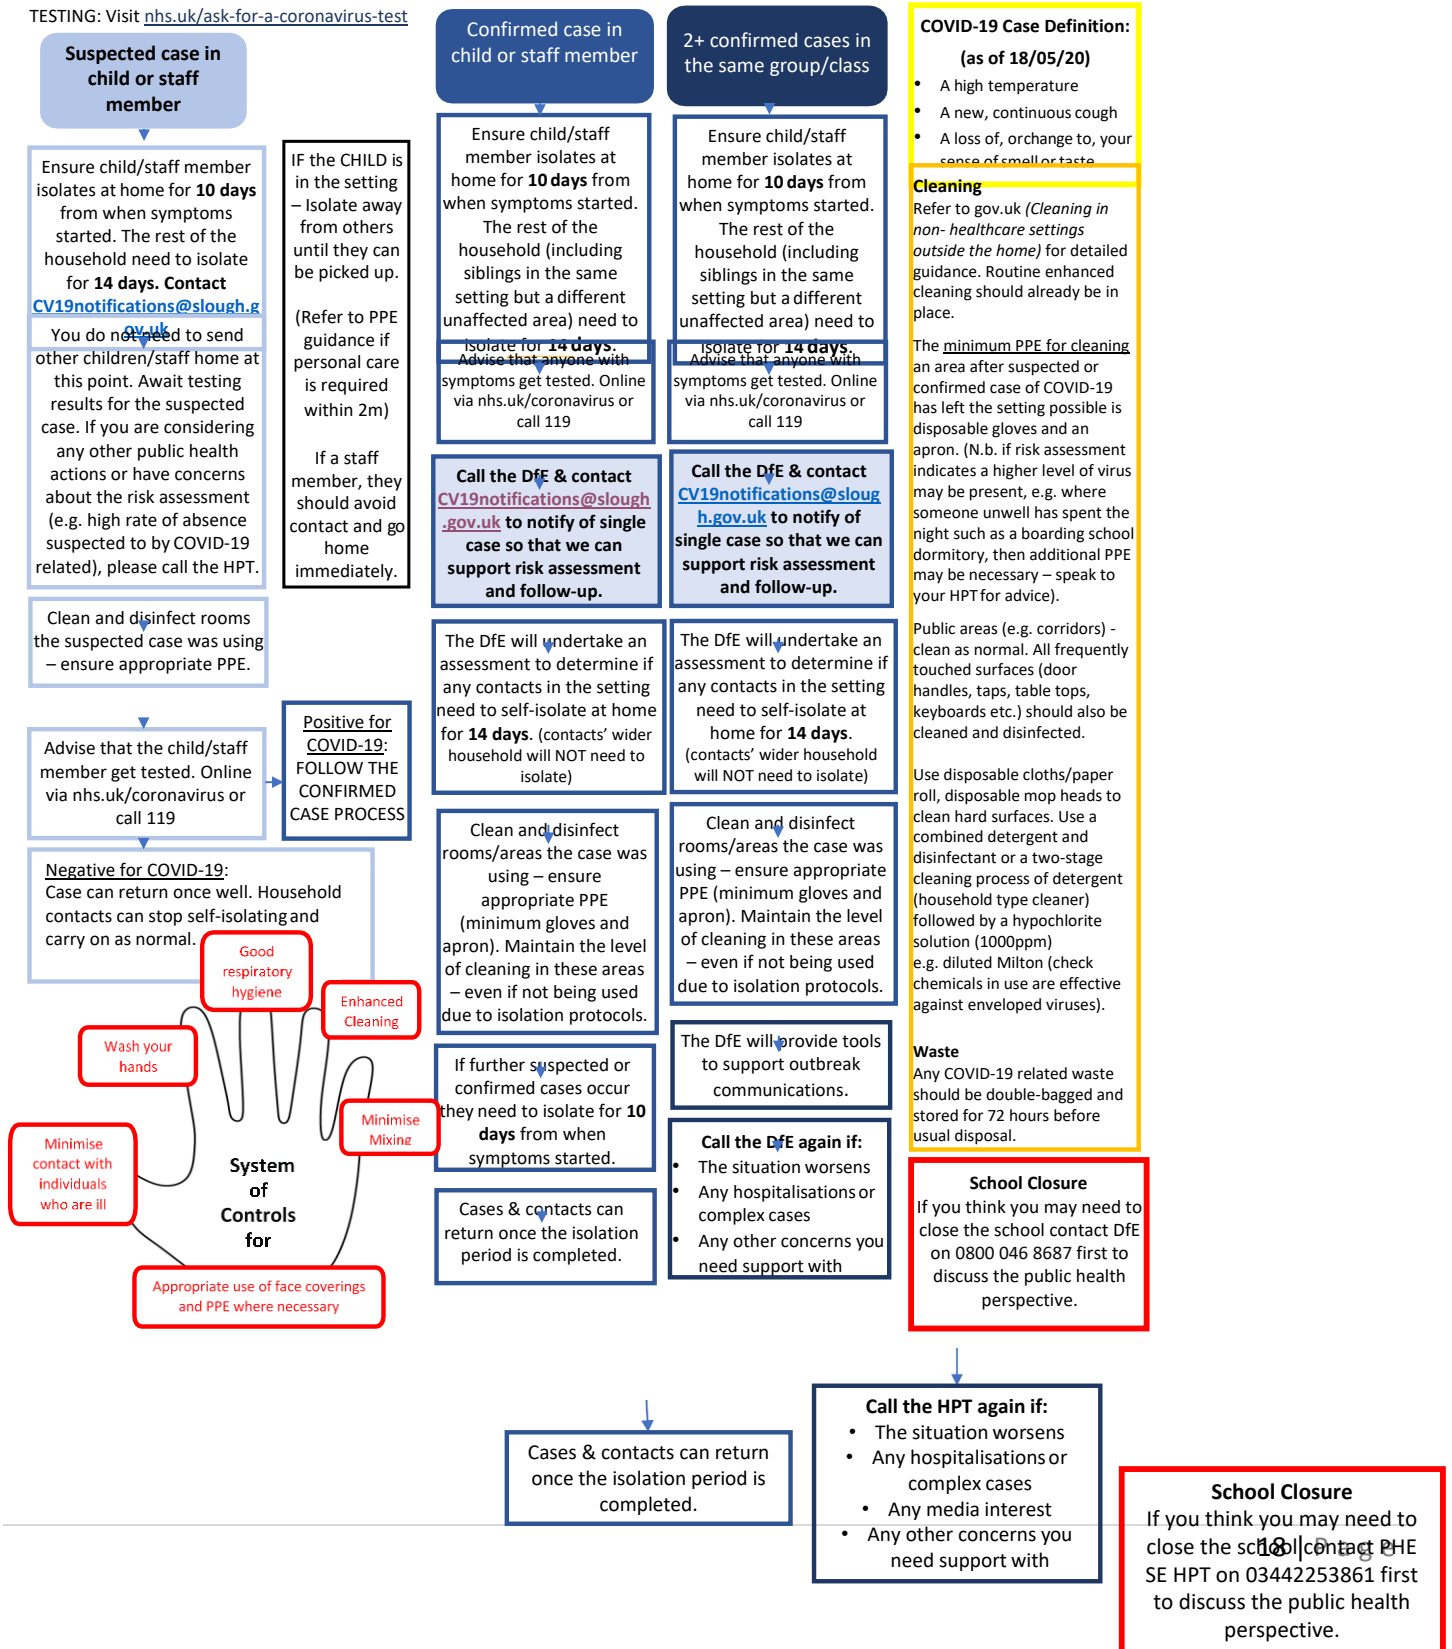 TESTING: Visit nhs.uk/ask-for-a-coronavirus-test
Suspected case in
child or staff
member
Ensure child/staff member
isolates at home for 10 days
from when symptoms
started. The rest of the
household need to isolate
for 14 days. Contact
CV19notifications@slough.g
ov.uk
You do not need to send
other children/staff home at
this point. Await testing
results for the suspected
case. If you are considering
any other public health
actions or have concerns
about the risk assessment
(e.g. high rate of absence
suspected to by COVID-19
related), please call the HPT.
Clean and disinfect rooms
the suspected case was using
– ensure appropriate PPE.
Advise that the child/staff
member get tested. Online
via nhs.uk/coronavirus or
call 119
Negative for COVID-19:
Case can return once well. Household
contacts can stop self-isolating and
carry on as normal.
IF the CHILD is
in the setting
– Isolate away
from others
until they can
be picked up.
(Refer to PPE
guidance if
personal care
is required
within 2m)
If a staff
member, they
should avoid
contact and go
home
immediately.
Positive for
COVID-19:
FOLLOW THE
CONFIRMED
CASE PROCESS
Good
respiratory
hygiene
Enhanced
Cleaning
Wash your
hands
Minimise
Mixing
Minimise
contact with
individuals
who are ill
System
of
Controls
for
Appropriate use of face coverings
and PPE where necessary
Confirmed case in
child or staff member
Ensure child/staff
member isolates at
home for 10 days from
when symptoms started.
The rest of the
household (including
siblings in the same
setting but a different
unaffected area) need to
isolate for 14 days.
Advise that anyone with
symptoms get tested. Online
via nhs.uk/coronavirus or
call 119
Call the DfE & contact
CV19notifications@slough
.gov.uk to notify of single
case so that we can
support risk assessment
and follow-up.
The DfE will undertake an
assessment to determine if
any contacts in the setting
need to self-isolate at home
for 14 days. (contacts’ wider
household will NOT need to
isolate)
Clean and disinfect
rooms/areas the case was
using – ensure
appropriate PPE
(minimum gloves and
apron). Maintain the level
of cleaning in these areas
– even if not being used
due to isolation protocols.
If further suspected or
confirmed cases occur
they need to isolate for 10
days from when
symptoms started.
Cases & contacts can
return once the isolation
period is completed.
2+ confirmed cases in
the same group/class
Ensure child/staff
member isolates at
home for 10 days from
when symptoms started.
The rest of the
household (including
siblings in the same
setting but a different
unaffected area) need to
isolate for 14 days.
Advise that anyone with
symptoms get tested. Online
via nhs.uk/coronavirus or
call 119
Call the DfE & contact
CV19notifications@sloug
h.gov.uk to notify of
single case so that we can
support risk assessment
and follow-up.
The DfE will undertake an
assessment to determine if
any contacts in the setting
need to self-isolate at
home for 14 days.
(contacts’ wider household
will NOT need to isolate)
Clean and disinfect
rooms/areas the case was
using – ensure appropriate
PPE (minimum gloves and
apron). Maintain the level
of cleaning in these areas
– even if not being used
due to isolation protocols.
The DfE will provide tools
to support outbreak
communications.
Call the DfE again if:
• The situation worsens
• Any hospitalisations or
complex cases
• Any other concerns you
need support with
COVID-19 Case Definition:
(as of 18/05/20)
• A high temperature
• A new, continuous cough
• A loss of, orchange to, your
sense of smell or taste
Cleaning
Refer to gov.uk (Cleaning in
non- healthcare settings
outside the home) for detailed
guidance. Routine enhanced
cleaning should already be in
place.
The minimum PPE for cleaning
an area after suspected or
confirmed case of COVID-19
has left the setting possible is
disposable gloves and an
apron. (N.b. if risk assessment
indicates a higher level of virus
may be present, e.g. where
someone unwell has spent the
night such as a boarding school
dormitory, then additional PPE
may be necessary – speak to
your HPT for advice).
Public areas (e.g. corridors) -
clean as normal. All frequently
touched surfaces (door
handles, taps, table tops,
keyboards etc.) should also be
cleaned and disinfected.
Use disposable cloths/paper
roll, disposable mop heads to
clean hard surfaces. Use a
combined detergent and
disinfectant or a two-stage
cleaning process of detergent
(household type cleaner)
followed by a hypochlorite
solution (1000ppm)
e.g. diluted Milton (check
chemicals in use are effective
against enveloped viruses).
Waste
Any COVID-19 related waste
should be double-bagged and
stored for 72 hours before
usual disposal.
School Closure
If you think you may need to
close the school contact DfE
on 0800 046 8687 first to
discuss the public health
perspective.
Cases & contacts can return
once the isolation period is
completed.
Call the HPT again if:
• The situation worsens
• Any hospitalisations or
complex cases
• Any media interest
• Any other concerns you
need support with
School Closure
If you think you may need to
close the school contact PHE
SE HPT on 03442253861 first
to discuss the public health
perspective.
18 | Page